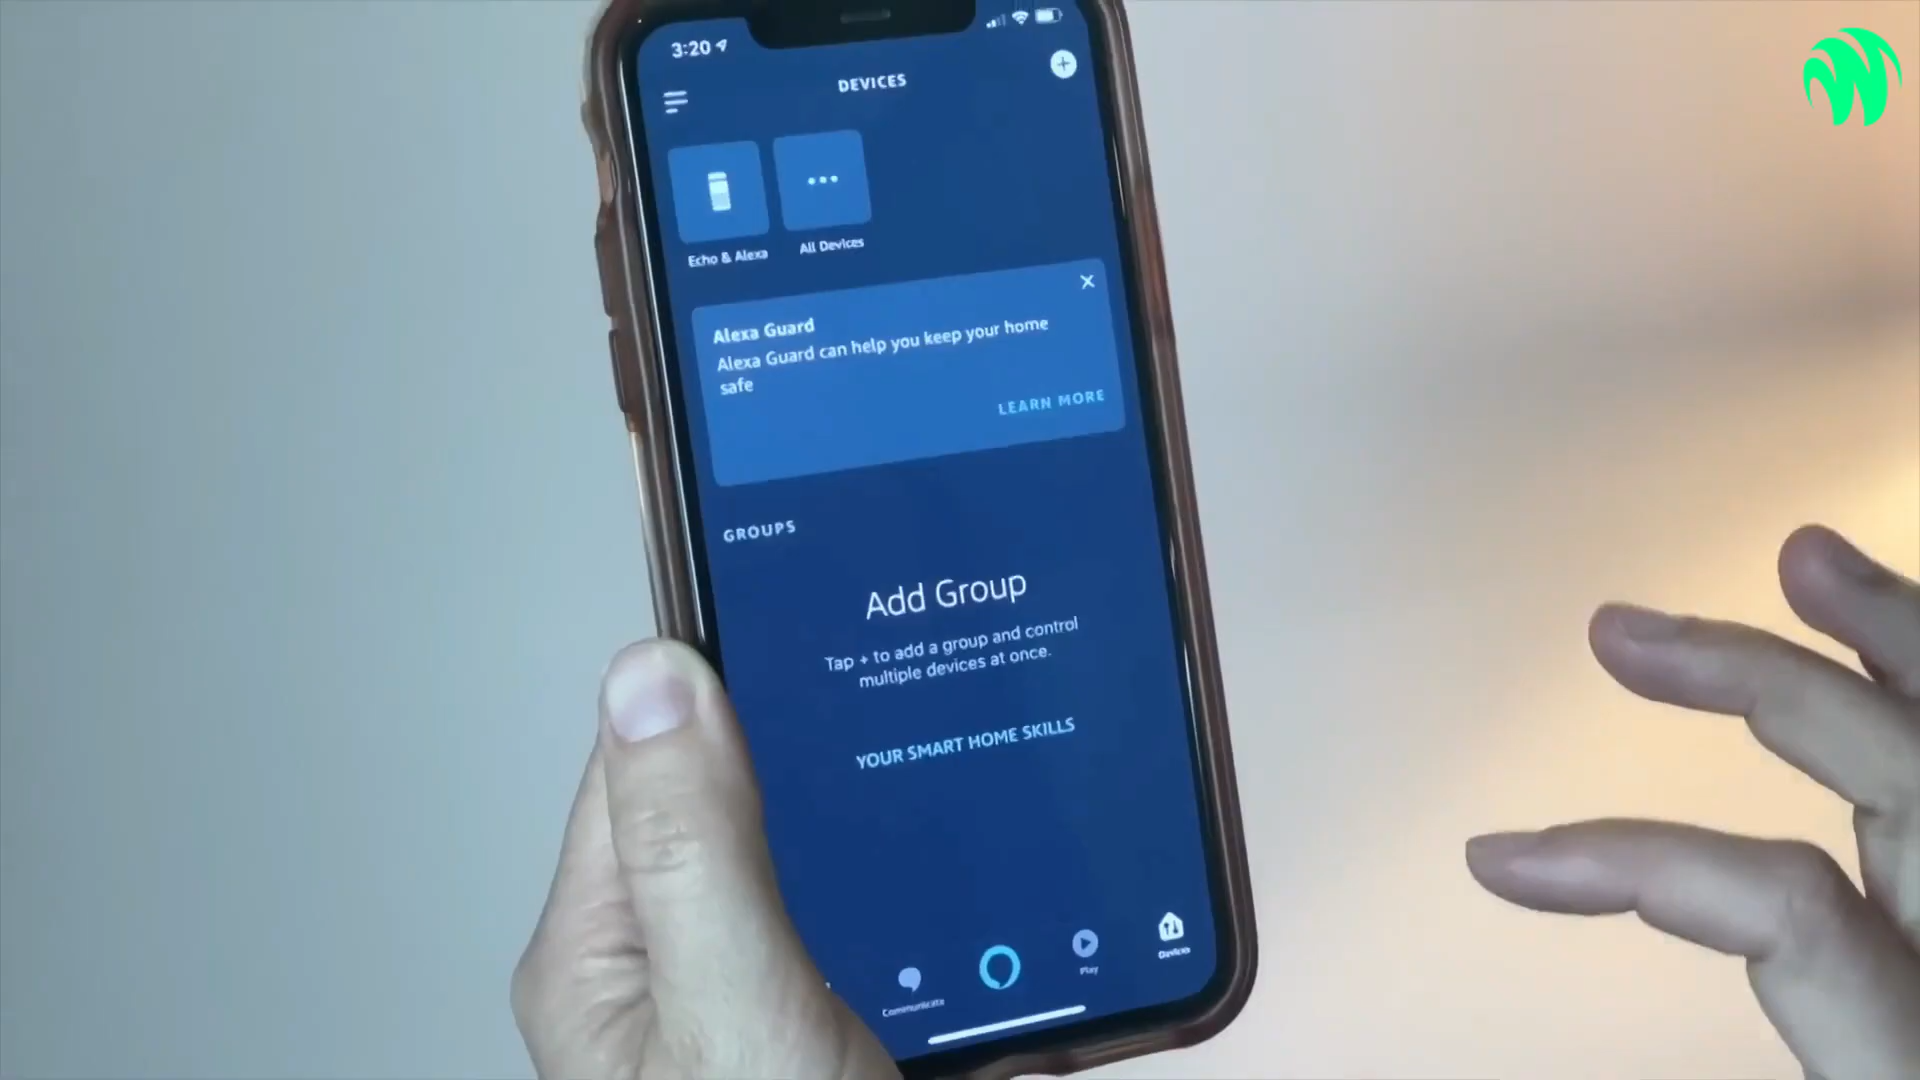 3:20
DEVICES
Echo & Alexa
All Devices
Alexa Guard
Alexa Guard can help you keep your home
safe
LEARN MORE
GROUPS
Add Group
Tap + to add a group and control
multiple devices at once.
YOUR SMART HOME SKILLS
Communicate
Play
Devices